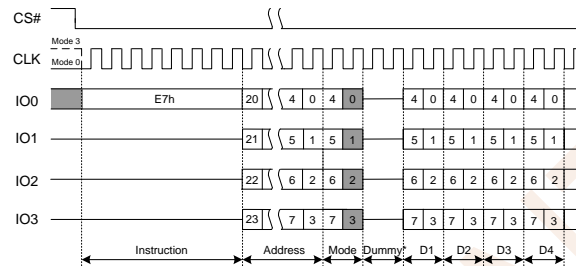 CS#
Mode 3
CLK
Mode 0
IO0 E7h 20 4 0 4 0 4 0 4 0 4 0 4 0
IO1 21 5 1 5 1 5 1 5 1 5 1 5 1
IO2 22 6 2 6 2 6 2 6 2 6 2 6 2
IO3 23 7 3 7 3 7 3 7 3 7 3 7 3
Instruction Address Mode Dummy* D1 D2 D3 D4